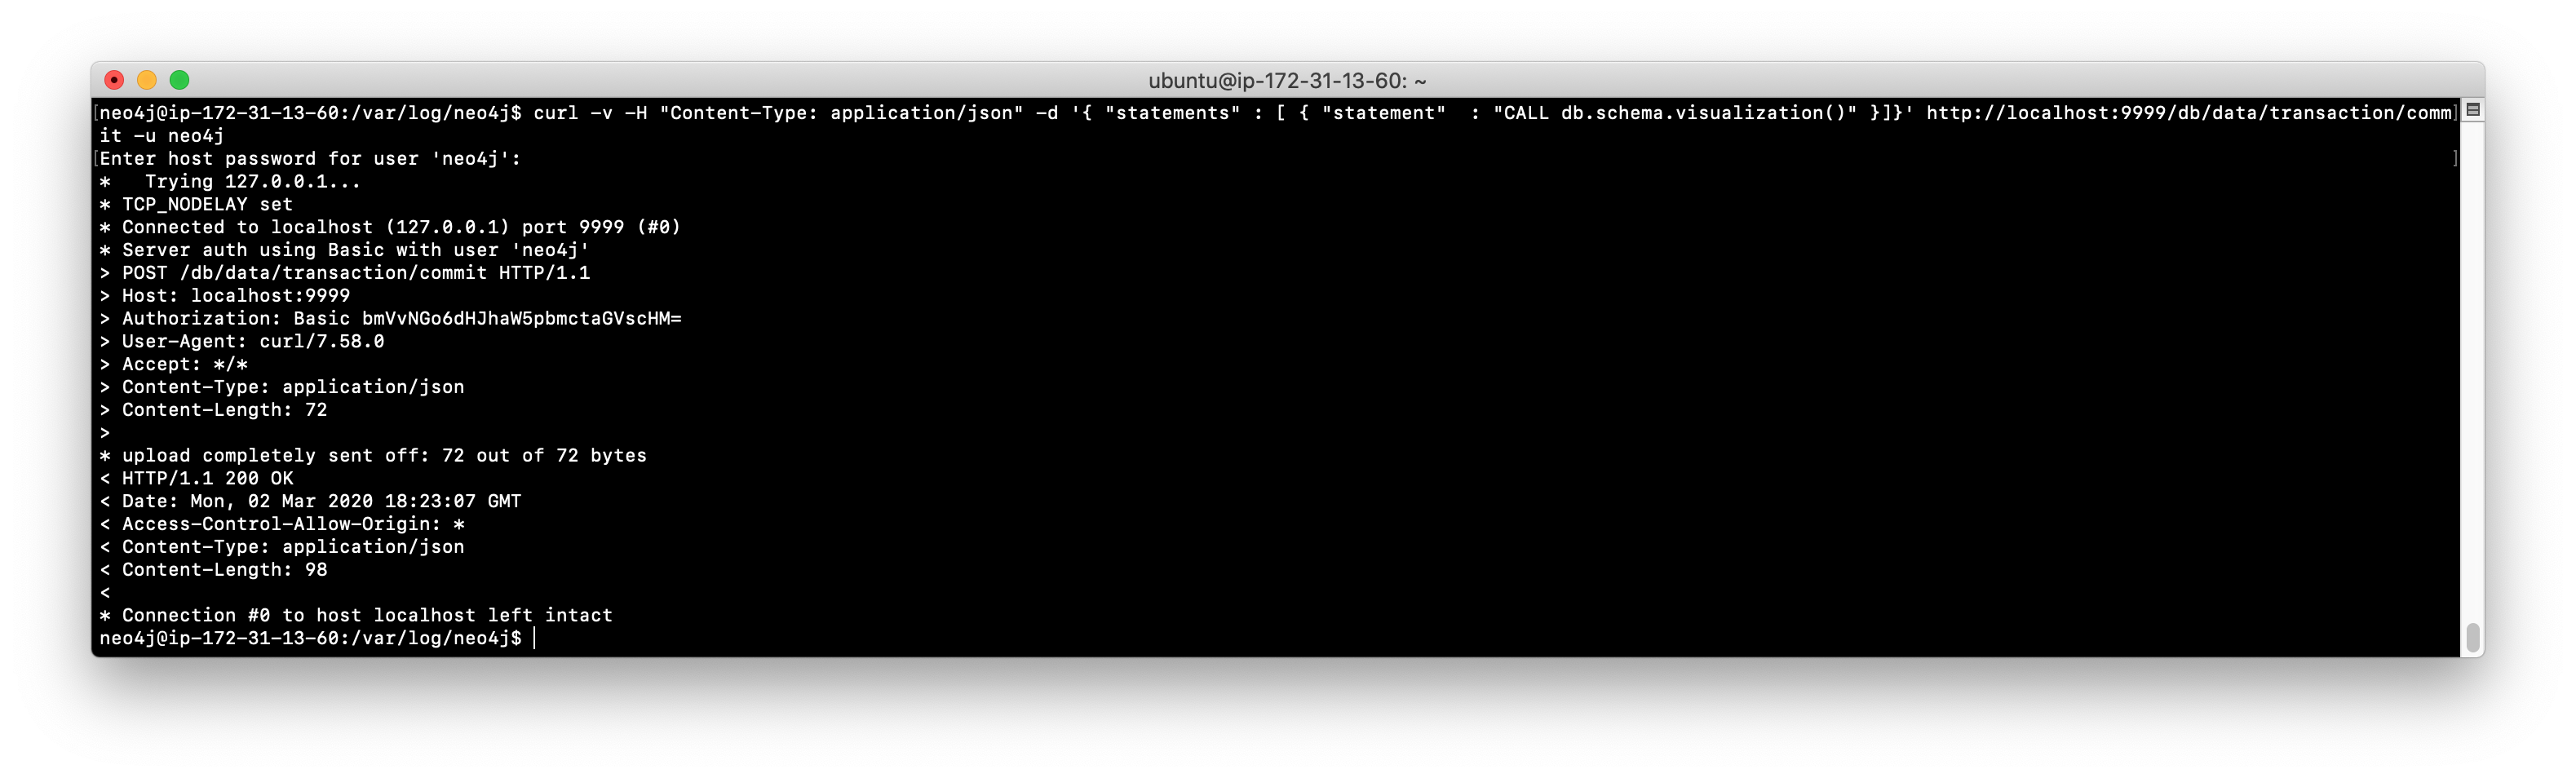 ubuntu@ip-172-31-13-60: ~
[neo4j@ip-172-31-13-60:/var/log/neo4j$ curl -v -H "Content-Type: application/json" -d '{ "statements" : [ { "statement"  : "CALL db.schema.visualization()" }]}' http://localhost:9999/db/data/transaction/comm]
it -u neo4j
[Enter host password for user 'neo4j': ]
*   Trying 127.0.0.1...
* TCP_NODELAY set
* Connected to localhost (127.0.0.1) port 9999 (#0)
* Server auth using Basic with user 'neo4j'
> POST /db/data/transaction/commit HTTP/1.1
> Host: localhost:9999
> Authorization: Basic bmVvNGo6dHJhaW5pbmctaGVscHM=
> User-Agent: curl/7.58.0
> Accept: */*
> Content-Type: application/json
> Content-Length: 72
>
* upload completely sent off: 72 out of 72 bytes
< HTTP/1.1 200 OK
< Date: Mon, 02 Mar 2020 18:23:07 GMT
< Access-Control-Allow-Origin: *
< Content-Type: application/json
< Content-Length: 98
<
* Connection #0 to host localhost left intact
neo4j@ip-172-31-13-60:/var/log/neo4j$